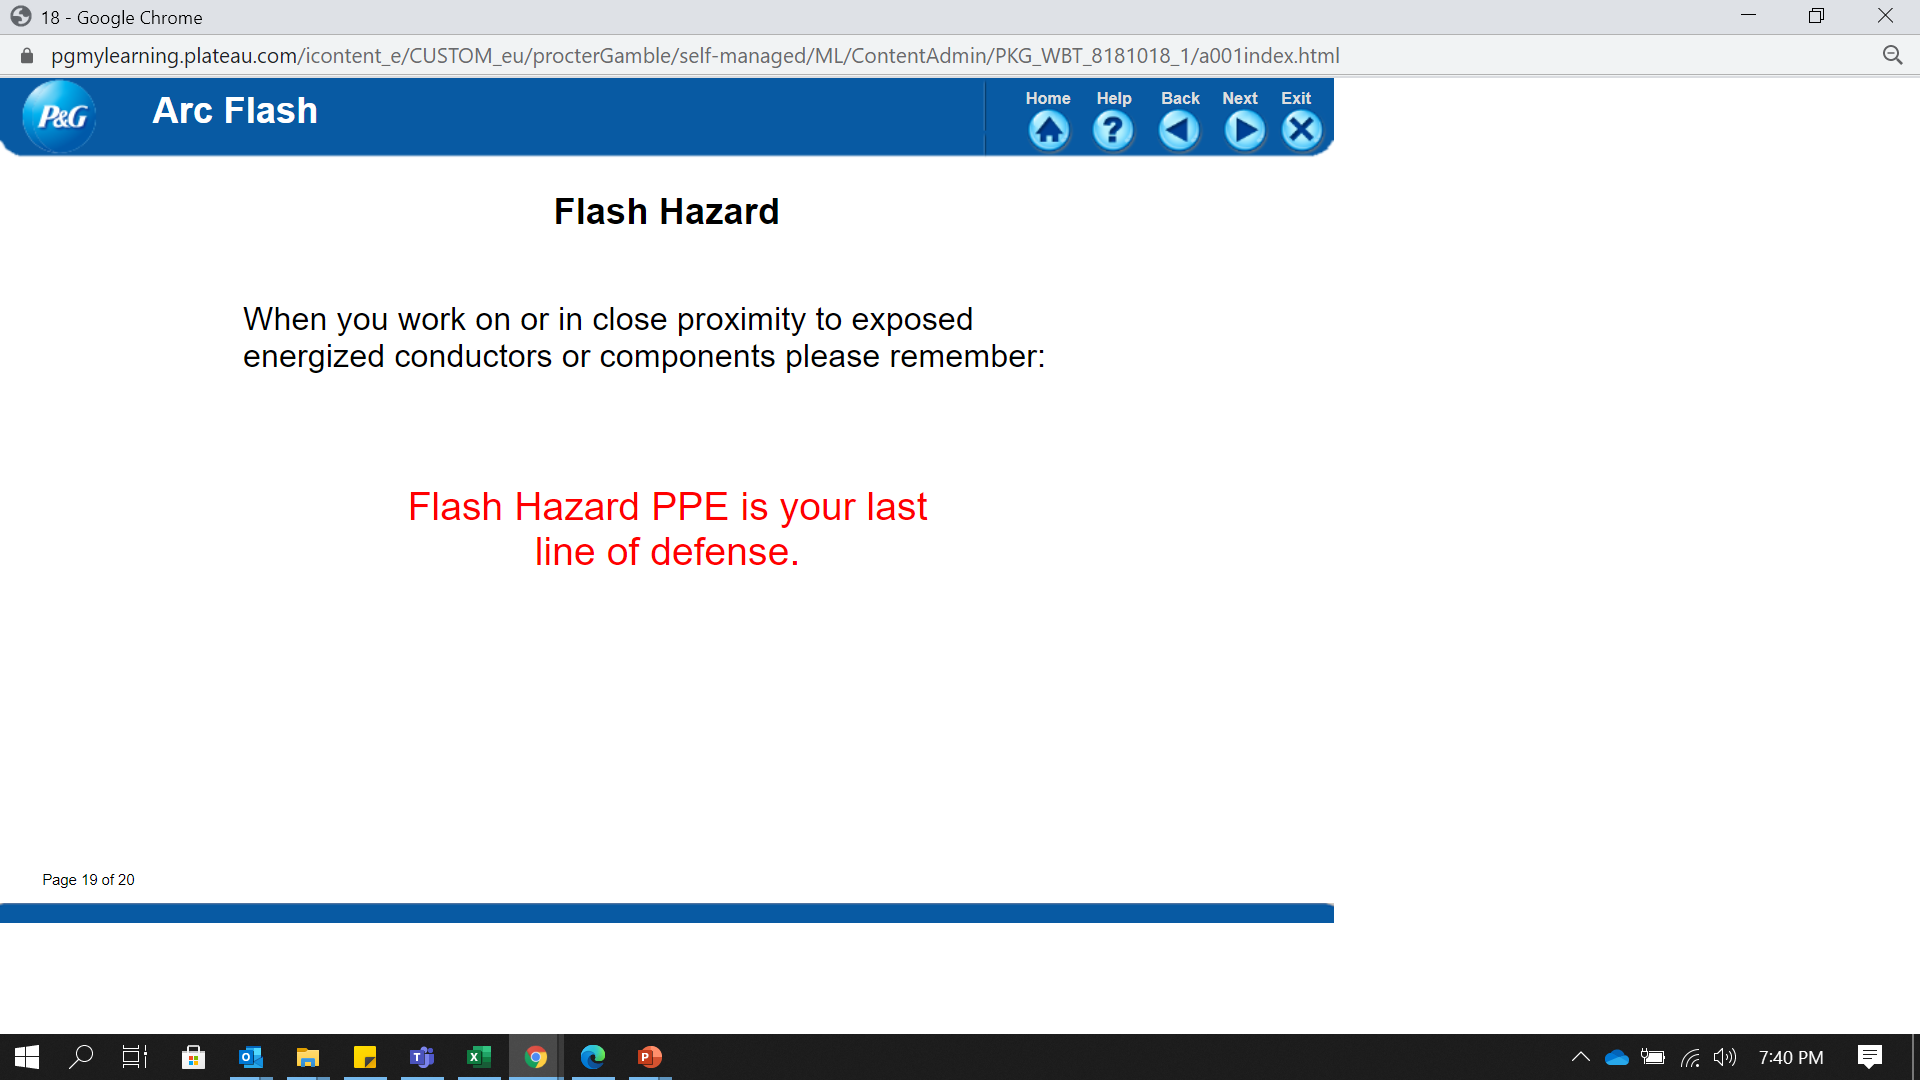 18 - Google Chrome
pgmylearning.plateau.com/icontent_e/CUSTOM_eu/procterGamble/self-managed/ML/ContentAdmin/PKG_WBT_8181018_1/a001index.html
P&G
Arc Flash
Home Help Back Next Exit
Flash Hazard
When you work on or in close proximity to exposed
energized conductors or components please remember:
Flash Hazard PPE is your last
line of defense.
Page 19 of 20
7:40 PM